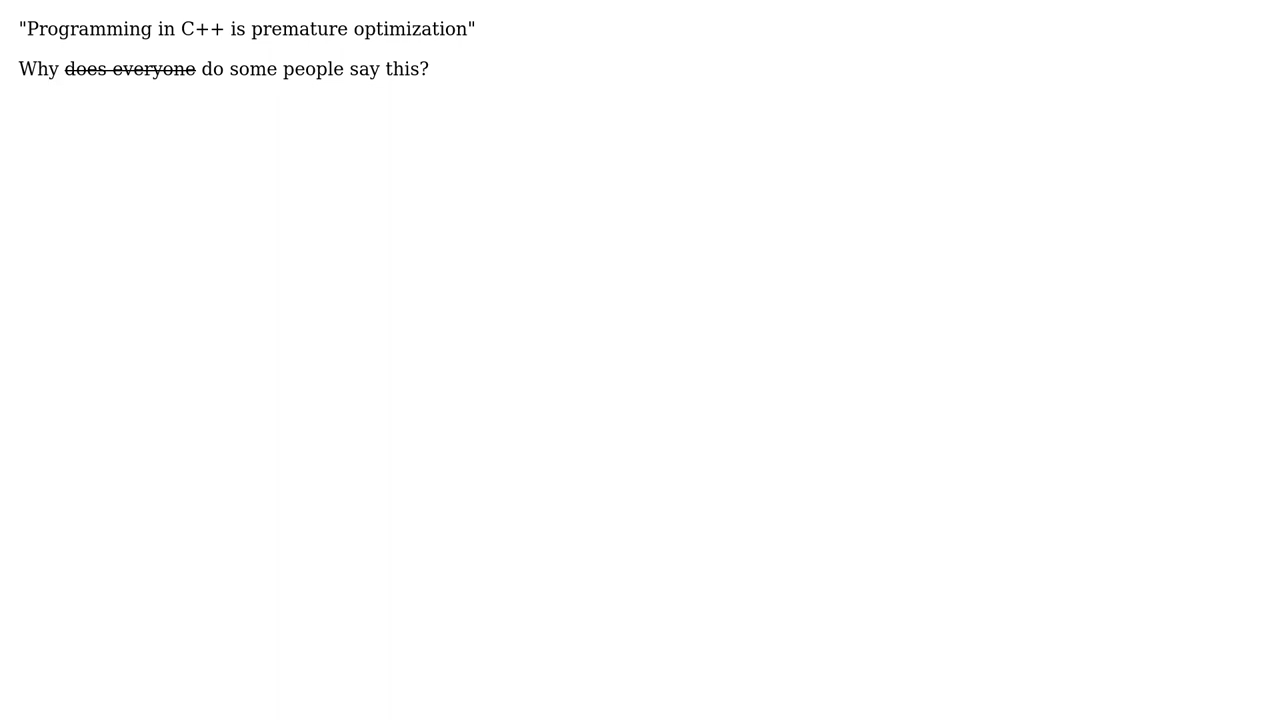 "Programming in C++ is premature optimization"
Why does everyone do some people say this?